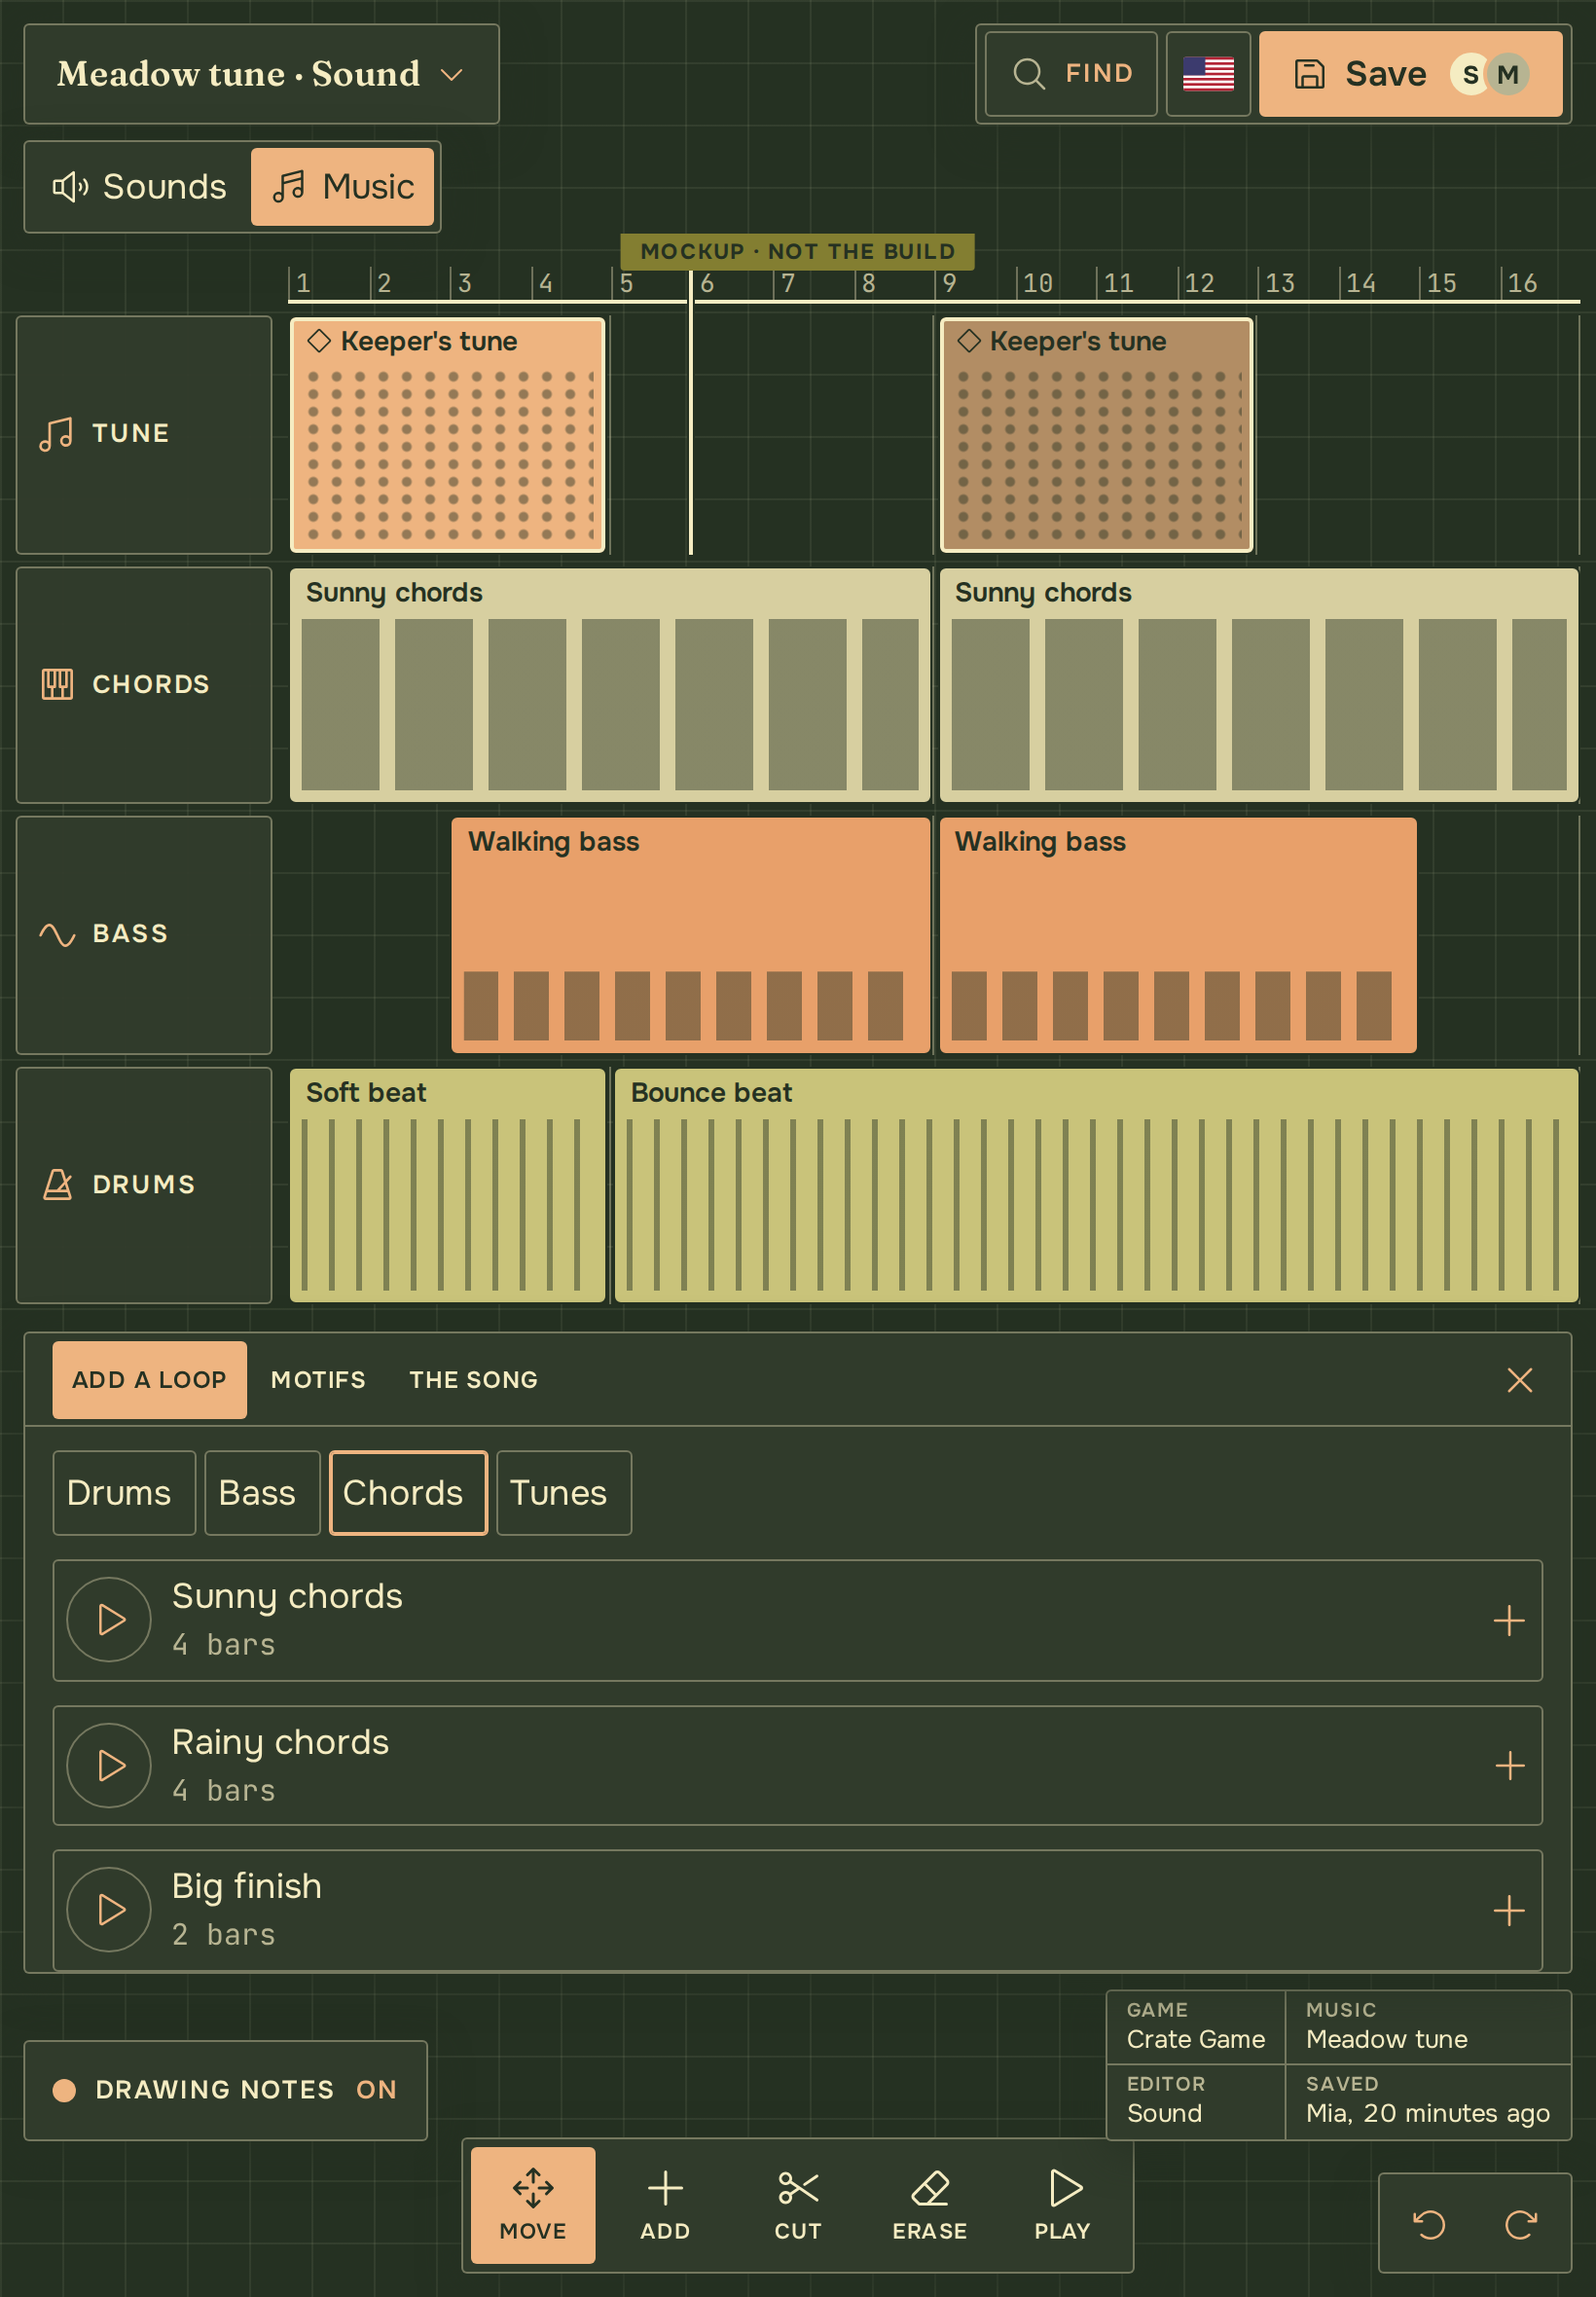 Meadow tune · Sound
FIND
Save
S
M
Sounds
Music
MOCKUP · NOT THE BUILD
1 2 3 4 5 6 7 8 9 10 11 12 13 14 15 16
TUNE
Keeper's tune
Keeper's tune
CHORDS
Sunny chords
Sunny chords
BASS
Walking bass
Walking bass
DRUMS
Soft beat
Bounce beat
ADD A LOOP
MOTIFS
THE SONG
Drums
Bass
Chords
Tunes
Sunny chords
4 bars
Rainy chords
4 bars
Big finish
2 bars
DRAWING NOTES ON
GAME
Crate Game
MUSIC
Meadow tune
EDITOR
Sound
SAVED
Mia, 20 minutes ago
MOVE
ADD
CUT
ERASE
PLAY